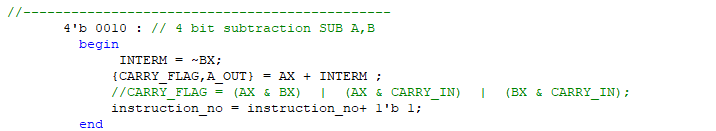 //----------------------------------------------
4'b 0010 : // 4 bit subtraction SUB A,B
begin
INTERM = ~BX;
{CARRY_FLAG,A_OUT} = AX + INTERM ;
//CARRY_FLAG = (AX & BX)  |  (AX & CARRY_IN)  |  (BX & CARRY_IN);
instruction_no = instruction_no+ 1'b 1;
end